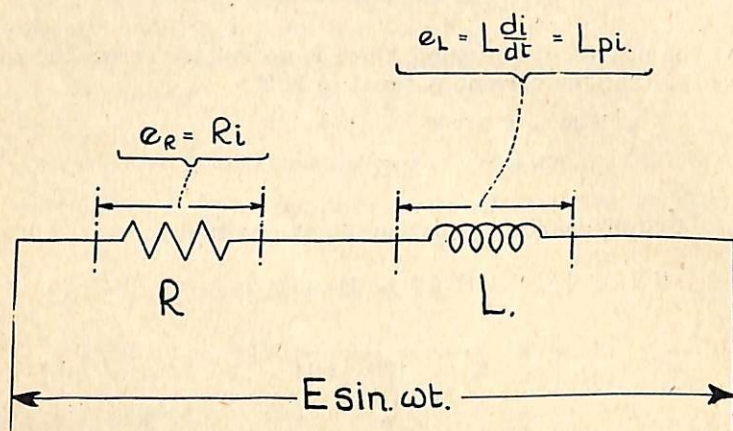 e_L = L di/dt = Lpi.
e_R = Ri
R
L.
E sin. ωt.